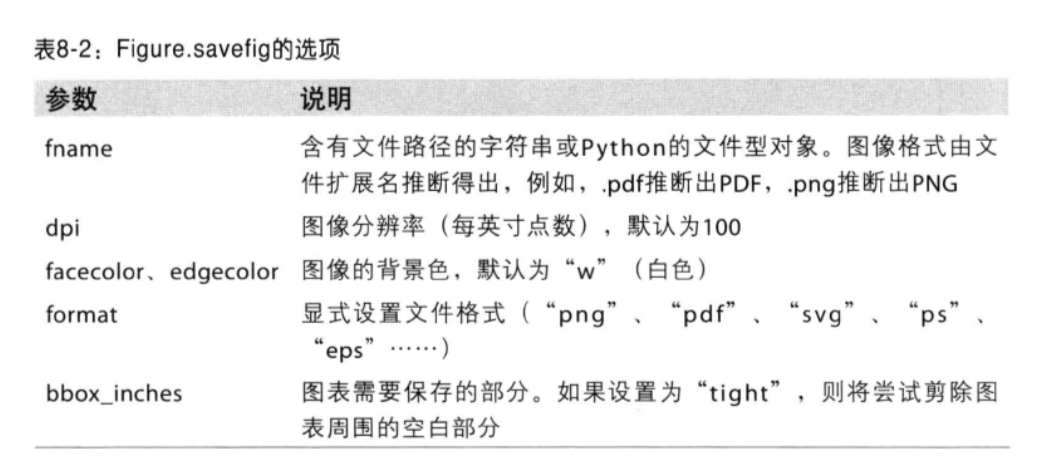 表8-2：Figure.savefig的选项
参数 说明
fname 含有文件路径的字符串或Python的文件型对象。图像格式由文
件扩展名推断得出，例如，.pdf推断出PDF，.png推断出PNG
dpi 图像分辨率（每英寸点数），默认为100
facecolor、edgecolor 图像的背景色，默认为“w”（白色）
format 显式设置文件格式（“png”、“pdf”、“svg”、“ps”、
“eps”……）
bbox_inches 图表需要保存的部分。如果设置为“tight”，则将尝试剪除图
表周围的空白部分